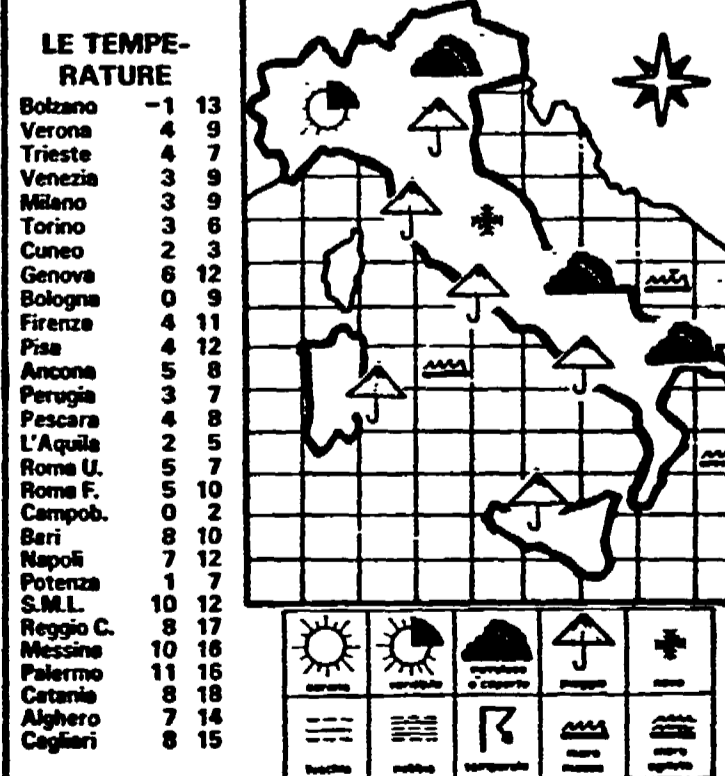 LE TEMPE-
RATURE
Bolzano -1 13
Verona 4 9
Trieste 4 7
Venezia 3 9
Milano 3 9
Torino 3 6
Cuneo 2 3
Genova 6 12
Bologna 0 9
Firenze 4 11
Pisa 4 12
Ancona 5 8
Perugia 3 7
Pescara 4 8
L'Aquila 2 5
Roma U. 5 7
Roma F. 5 10
Campob. 0 2
Bari 8 10
Napoli 7 12
Potenza 1 7
S.M.L. 10 12
Reggio C. 8 17
Messina 10 16
Palermo 11 16
Catania 8 18
Alghero 7 14
Cagliari 8 15
sereno variabile nuvoloso pioggia neve
o coperto
foschia nebbia temporale mare mare
mosso agitato